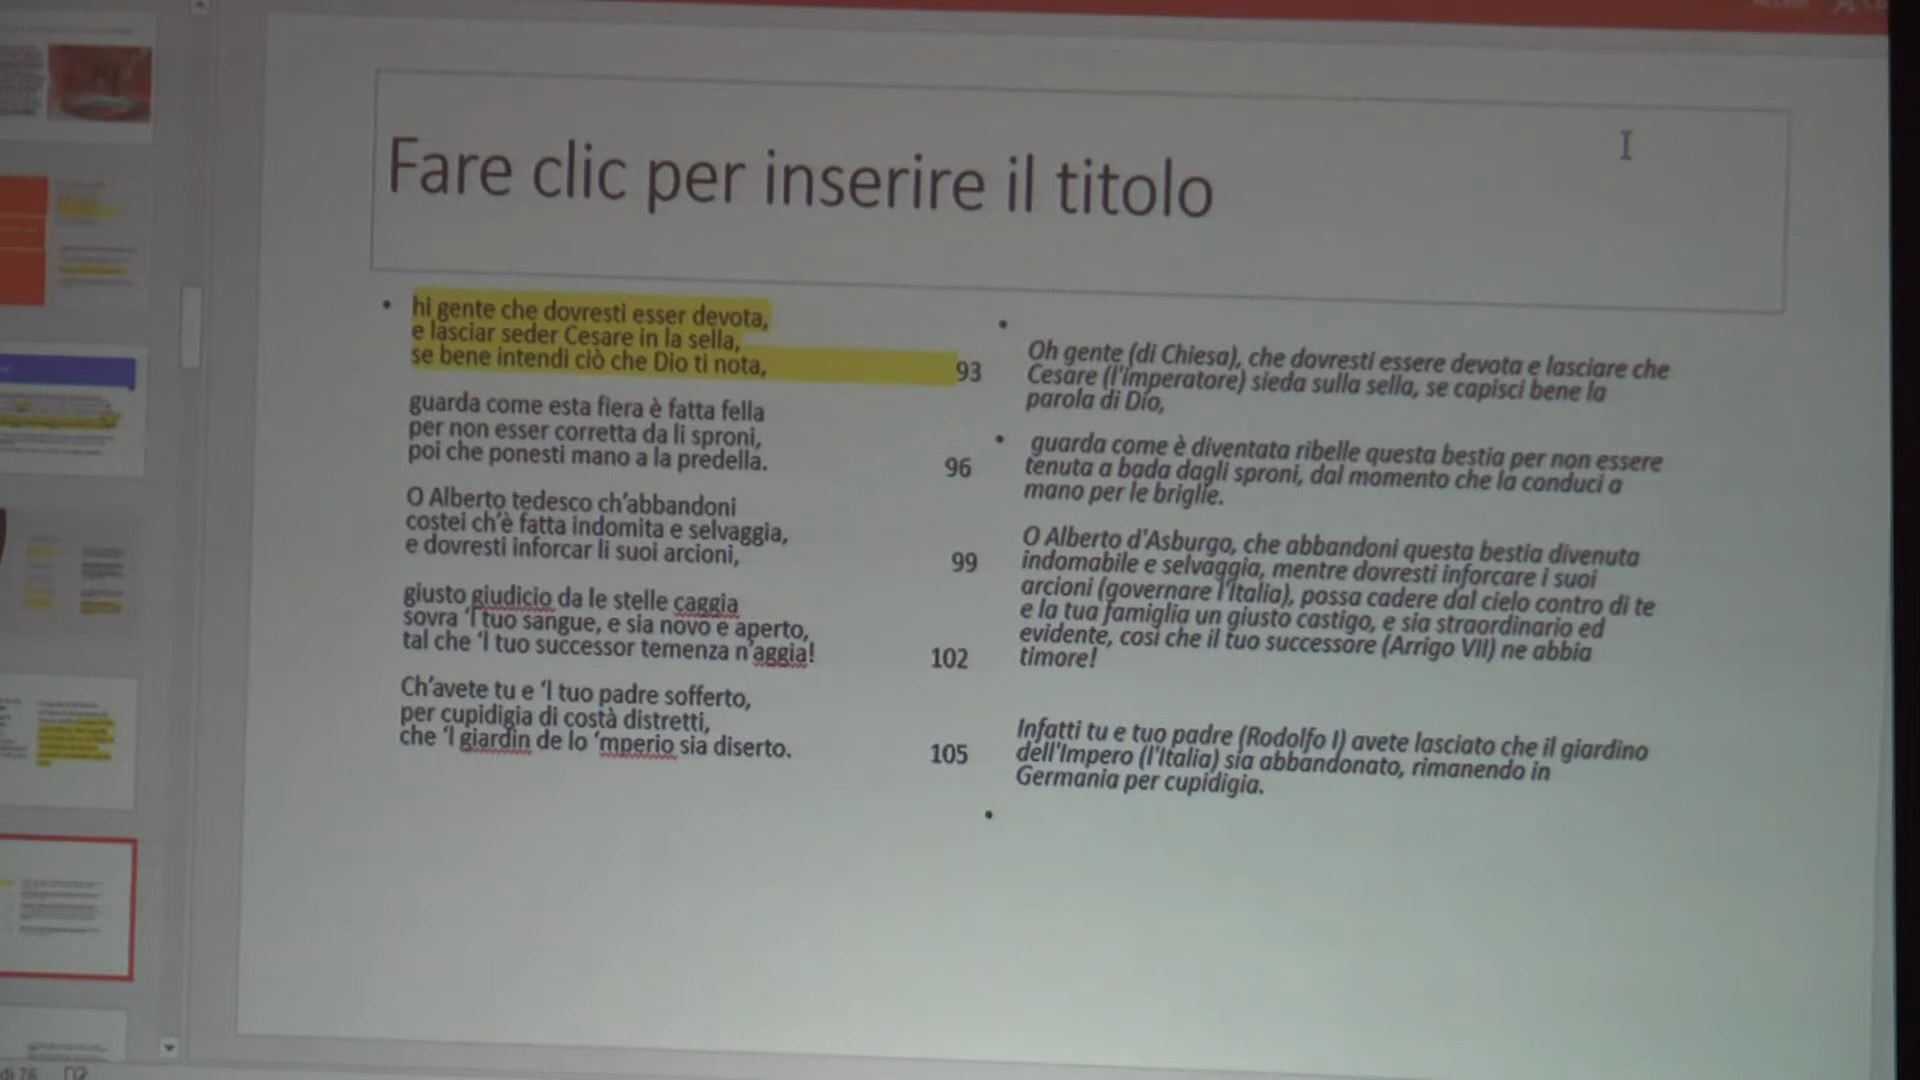 Fare clic per inserire il titolo
• hi gente che dovresti esser devota,
e lasciar seder Cesare in la sella,
se bene intendi ciò che Dio ti nota, 93
guarda come esta fiera è fatta fella
per non esser corretta da li sproni,
poi che ponesti mano a la predella. 96
O Alberto tedesco ch'abbandoni
costei ch'è fatta indomita e selvaggia,
e dovresti inforcar li suoi arcioni, 99
giusto giudicio da le stelle caggia
sovra ‘l tuo sangue, e sia novo e aperto,
tal che ‘l tuo successor temenza n'aggia! 102
Ch'avete tu e ‘l tuo padre sofferto,
per cupidigia di costà distretti,
che ‘l giardin de lo ‘mperio sia diserto. 105
•
Oh gente (di Chiesa), che dovresti essere devota e lasciare che
Cesare (l'imperatore) sieda sulla sella, se capisci bene la
parola di Dio,
• guarda come è diventata ribelle questa bestia per non essere
tenuta a bada dagli sproni, dal momento che la conduci a
mano per le briglie.
O Alberto d'Asburgo, che abbandoni questa bestia divenuta
indomabile e selvaggia, mentre dovresti inforcare i suoi
arcioni (governare l'Italia), possa cadere dal cielo contro di te
e la tua famiglia un giusto castigo, e sia straordinario ed
evidente, così che il tuo successore (Arrigo VII) ne abbia
timore!
Infatti tu e tuo padre (Rodolfo I) avete lasciato che il giardino
dell'Impero (l'Italia) sia abbandonato, rimanendo in
Germania per cupidigia.
•
di 76